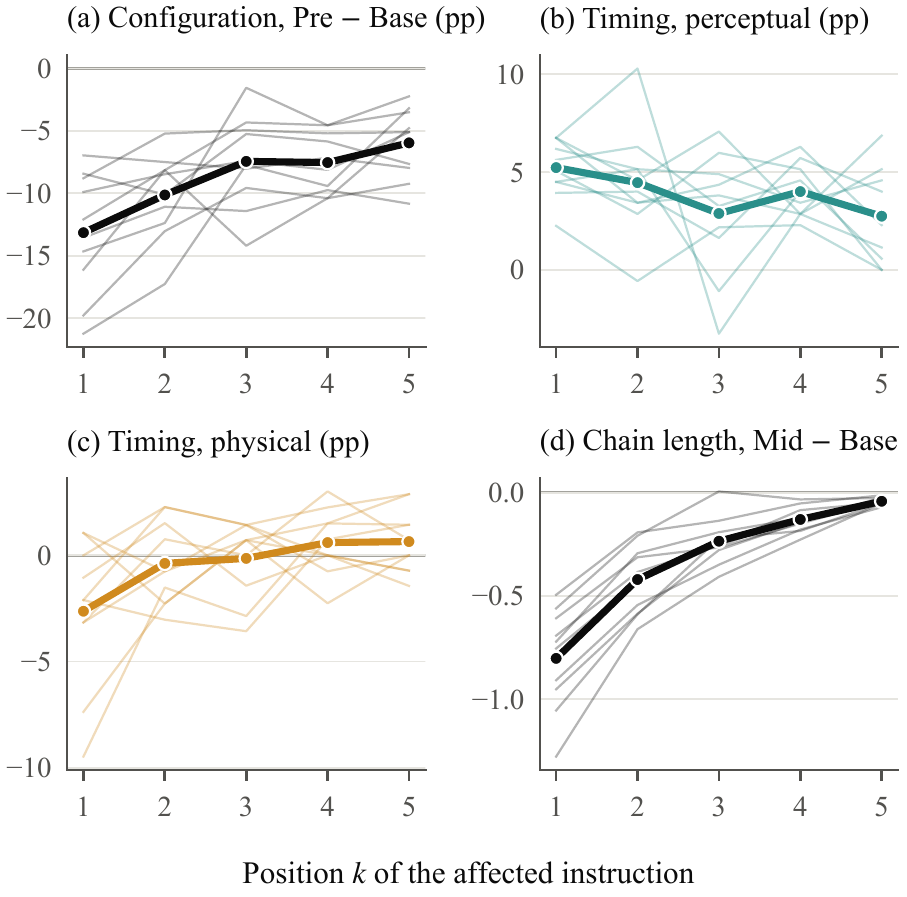 (a) Configuration, Pre − Base (pp)
0
−5
−10
−15
−20
1 2 3 4 5
(b) Timing, perceptual (pp)
10
5
0
1 2 3 4 5
(c) Timing, physical (pp)
0
−5
−10
1 2 3 4 5
(d) Chain length, Mid − Base
0.0
−0.5
−1.0
1 2 3 4 5
Position k of the affected instruction